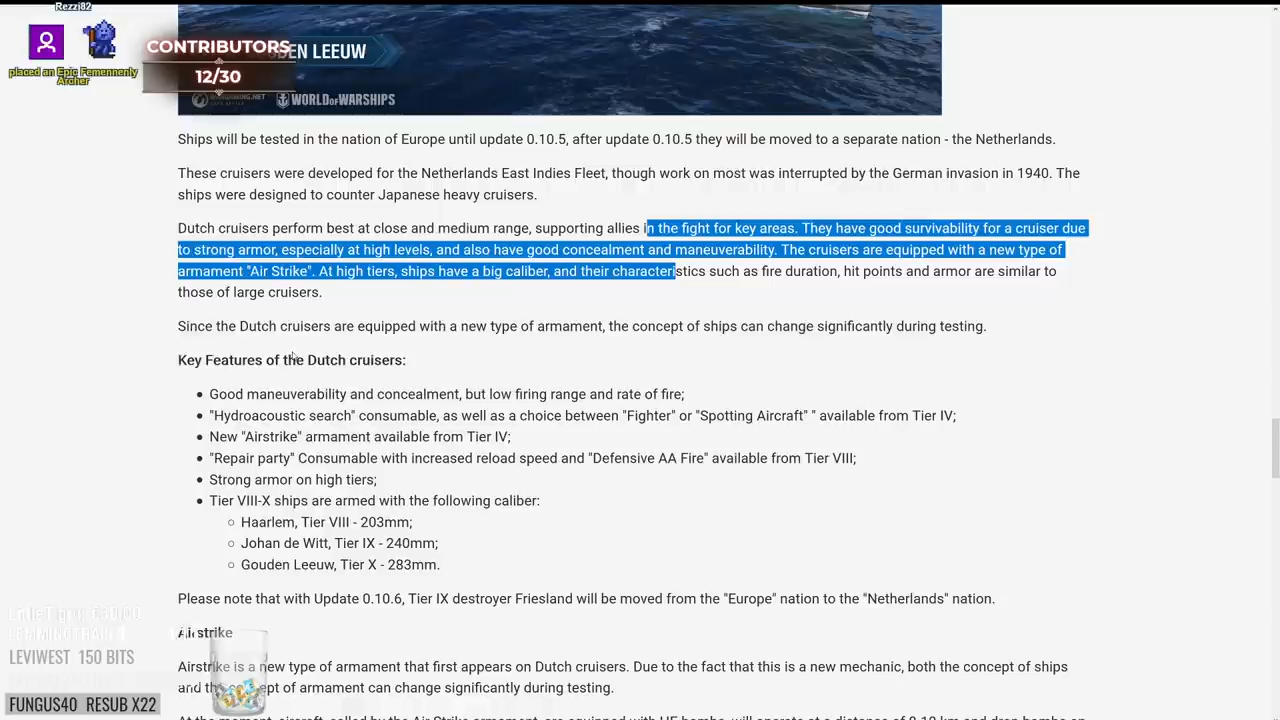 Rezzi82
placed an Epic Femennenly
Archer
CONTRIBUTORS
12/30
DEN LEEUW
WARGAMING.NET
WORLD OF WARSHIPS
Ships will be tested in the nation of Europe until update 0.10.5, after update 0.10.5 they will be moved to a separate nation - the Netherlands.
These cruisers were developed for the Netherlands East Indies Fleet, though work on most was interrupted by the German invasion in 1940. The
ships were designed to counter Japanese heavy cruisers.
Dutch cruisers perform best at close and medium range, supporting allies in the fight for key areas. They have good survivability for a cruiser due
to strong armor, especially at high levels, and also have good concealment and maneuverability. The cruisers are equipped with a new type of
armament "Air Strike". At high tiers, ships have a big caliber, and their characteristics such as fire duration, hit points and armor are similar to
those of large cruisers.
Since the Dutch cruisers are equipped with a new type of armament, the concept of ships can change significantly during testing.
Key Features of the Dutch cruisers:
Good maneuverability and concealment, but low firing range and rate of fire;
"Hydroacoustic search" consumable, as well as a choice between "Fighter" or "Spotting Aircraft" " available from Tier IV;
New "Airstrike" armament available from Tier IV;
"Repair party" Consumable with increased reload speed and "Defensive AA Fire" available from Tier VIII;
Strong armor on high tiers;
Tier VIII-X ships are armed with the following caliber:
Haarlem, Tier VIII - 203mm;
Johan de Witt, Tier IX - 240mm;
Gouden Leeuw, Tier X - 283mm.
Please note that with Update 0.10.6, Tier IX destroyer Friesland will be moved from the "Europe" nation to the "Netherlands" nation.
Airstrike
LEVIWEST 150 BITS
FUNGUS40 RESUB X22
Airstrike is a new type of armament that first appears on Dutch cruisers. Due to the fact that this is a new mechanic, both the concept of ships
and the concept of armament can change significantly during testing.